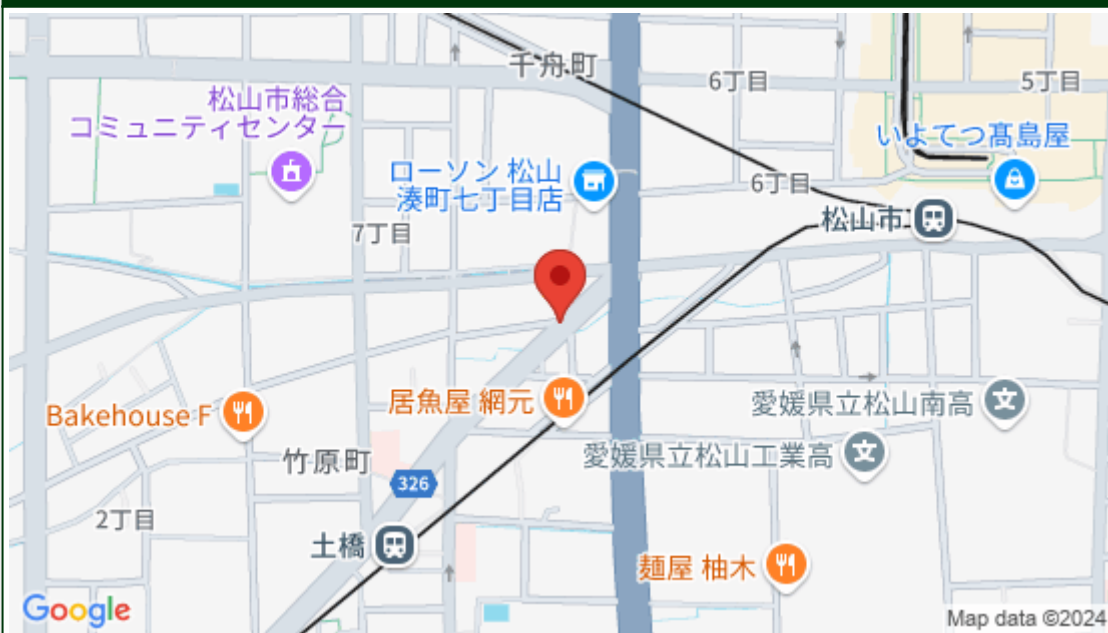 千舟町
6丁目
5丁目
松山市総合
コミュニティセンター
いよてつ髙島屋
ローソン 松山
湊町七丁目店
6丁目
松山市
7丁目
Bakehouse F
居魚屋 網元
愛媛県立松山南高
愛媛県立松山工業高
竹原町
326
2丁目
土橋
麺屋 柚木
Google
Map data ©2024